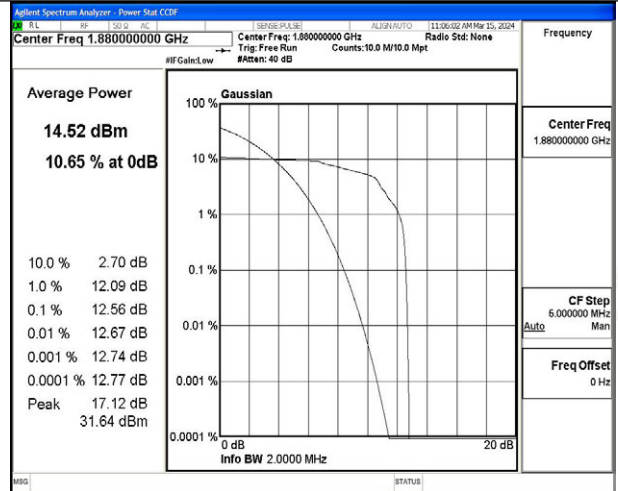 Agilent Spectrum Analyzer - Power Stat CCDF
RL RF 50 Ω AC SENSE:PULSE ALIGN AUTO 11:06:02 AM Mar 15, 2024
Center Freq 1.880000000 GHz
Center Freq: 1.880000000 GHz Radio Std: None
Trig: Free Run Counts:10.0 M/10.0 Mpt
#IFGain:Low #Atten: 40 dB
Frequency
Average Power
14.52 dBm
10.65 % at 0dB
10.0 % 2.70 dB
1.0 % 12.09 dB
0.1 % 12.56 dB
0.01 % 12.67 dB
0.001 % 12.74 dB
0.0001 % 12.77 dB
Peak 17.12 dB
31.64 dBm
Gaussian
100 %
10 %
1 %
0.1 %
0.01 %
0.001 %
0.0001 %
0 dB 20 dB
Info BW 2.0000 MHz
Center Freq
1.880000000 GHz
CF Step
5.000000 MHz
Auto Man
Freq Offset
0 Hz
MSG STATUS